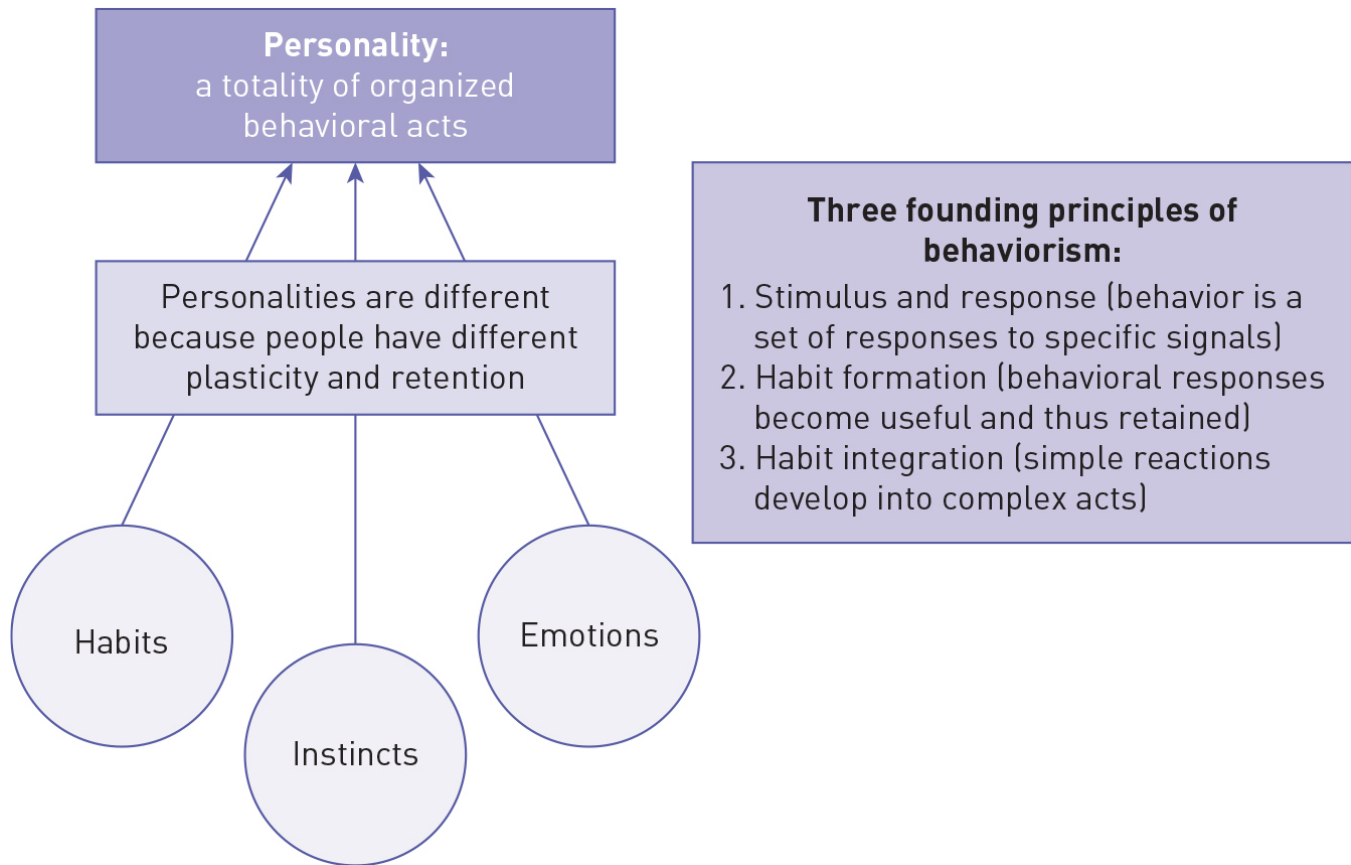 Personality:
a totality of organized
behavioral acts
Personalities are different
because people have different
plasticity and retention
Habits
Instincts
Emotions
Three founding principles of
behaviorism:
1. Stimulus and response (behavior is a
set of responses to specific signals)
2. Habit formation (behavioral responses
become useful and thus retained)
3. Habit integration (simple reactions
develop into complex acts)